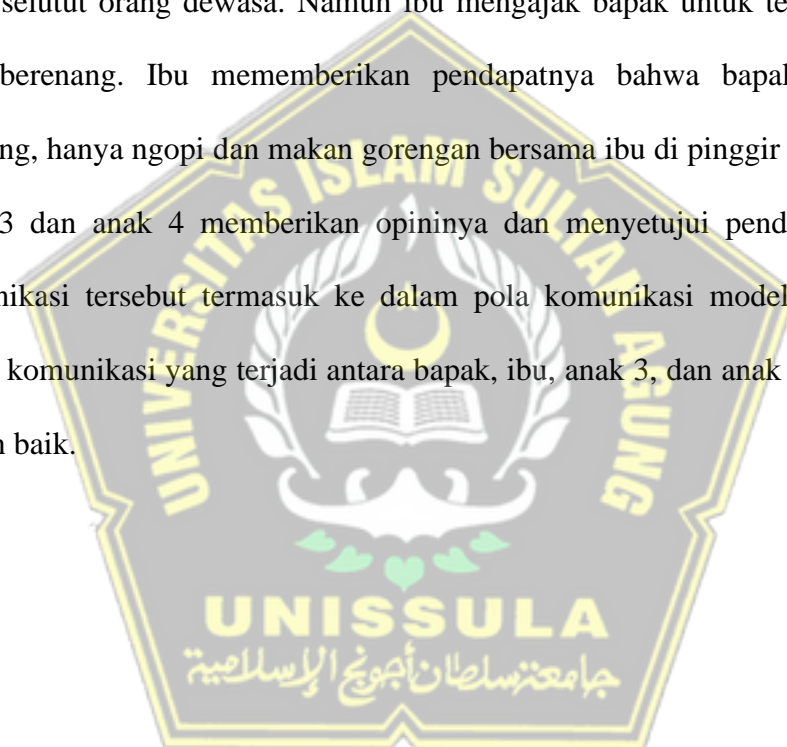 selutut orang dewasa. Namun ibu mengajak bapak untuk te
berenang. Ibu mememberikan pendapatnya bahwa bapak
ng, hanya ngopi dan makan gorengan bersama ibu di pinggir
3 dan anak 4 memberikan opininya dan menyetujui pend
nikasi tersebut termasuk ke dalam pola komunikasi model
komunikasi yang terjadi antara bapak, ibu, anak 3, dan anak
n baik.
UNIVERSITAS ISLAM SULTAN AGUNG
UNISSULA
جامعة سلطان أجونج الإسلامية